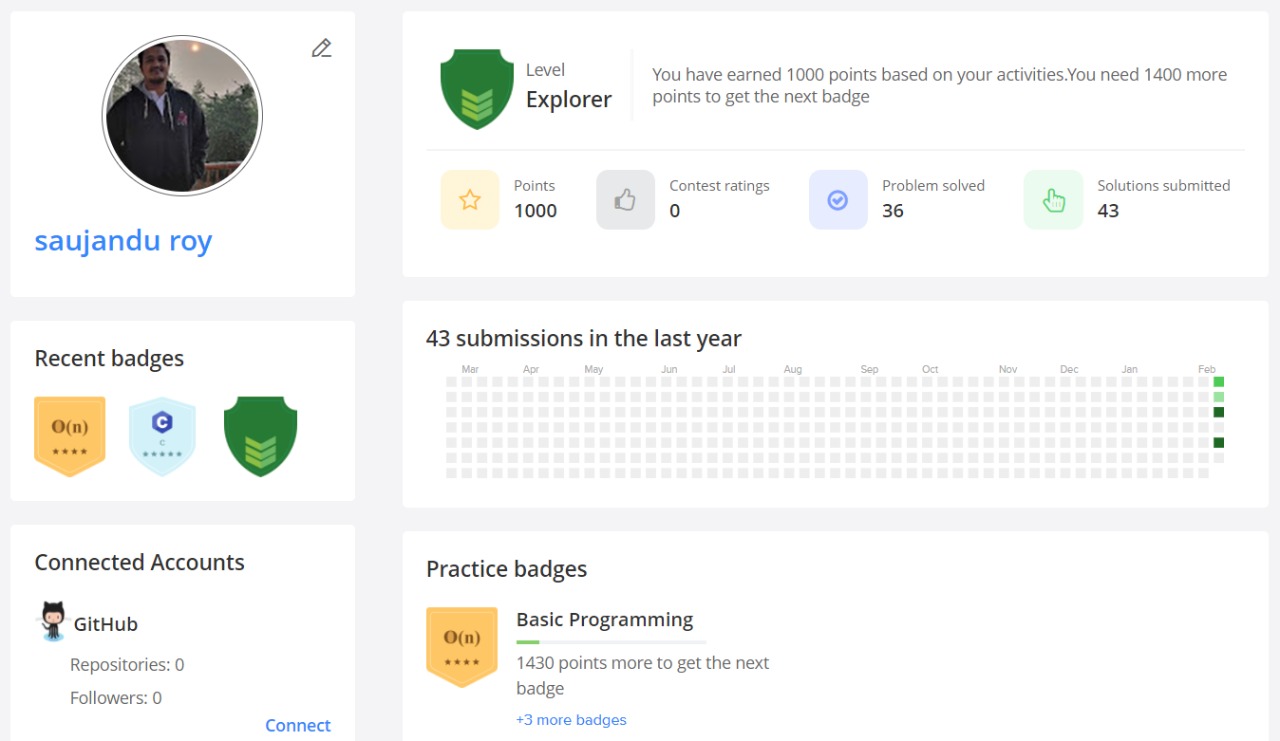 saujandu roy
Recent badges
O(n)
C
C
Connected Accounts
GitHub
Repositories: 0
Followers: 0
Connect
Level
Explorer
You have earned 1000 points based on your activities.You need 1400 more
points to get the next badge
Points
1000
Contest ratings
0
Problem solved
36
Solutions submitted
43
43 submissions in the last year
Mar Apr May Jun Jul Aug Sep Oct Nov Dec Jan Feb
Practice badges
O(n)
Basic Programming
1430 points more to get the next
badge
+3 more badges